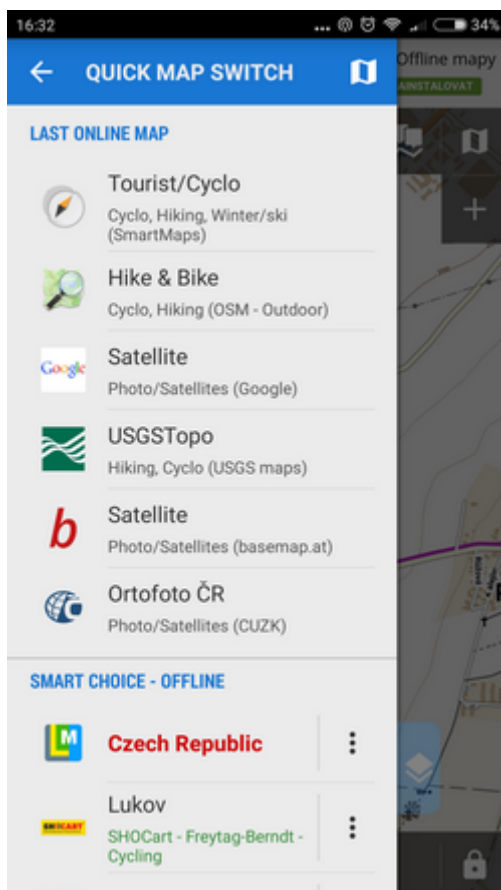 16:32
... 34%
Offline mapy
QUICK MAP SWITCH
LAST ONLINE MAP
Tourist/Cyclo
Cyclo, Hiking, Winter/ski
(SmartMaps)
Hike & Bike
Cyclo, Hiking (OSM - Outdoor)
Google
Satellite
Photo/Satellites (Google)
USGSTopo
Hiking, Cyclo (USGS maps)
b
Satellite
Photo/Satellites (basemap.at)
Ortofoto ČR
Photo/Satellites (CUZK)
SMART CHOICE - OFFLINE
LM
Czech Republic
SHOCART
Lukov
SHOCart - Freytag-Berndt -
Cycling